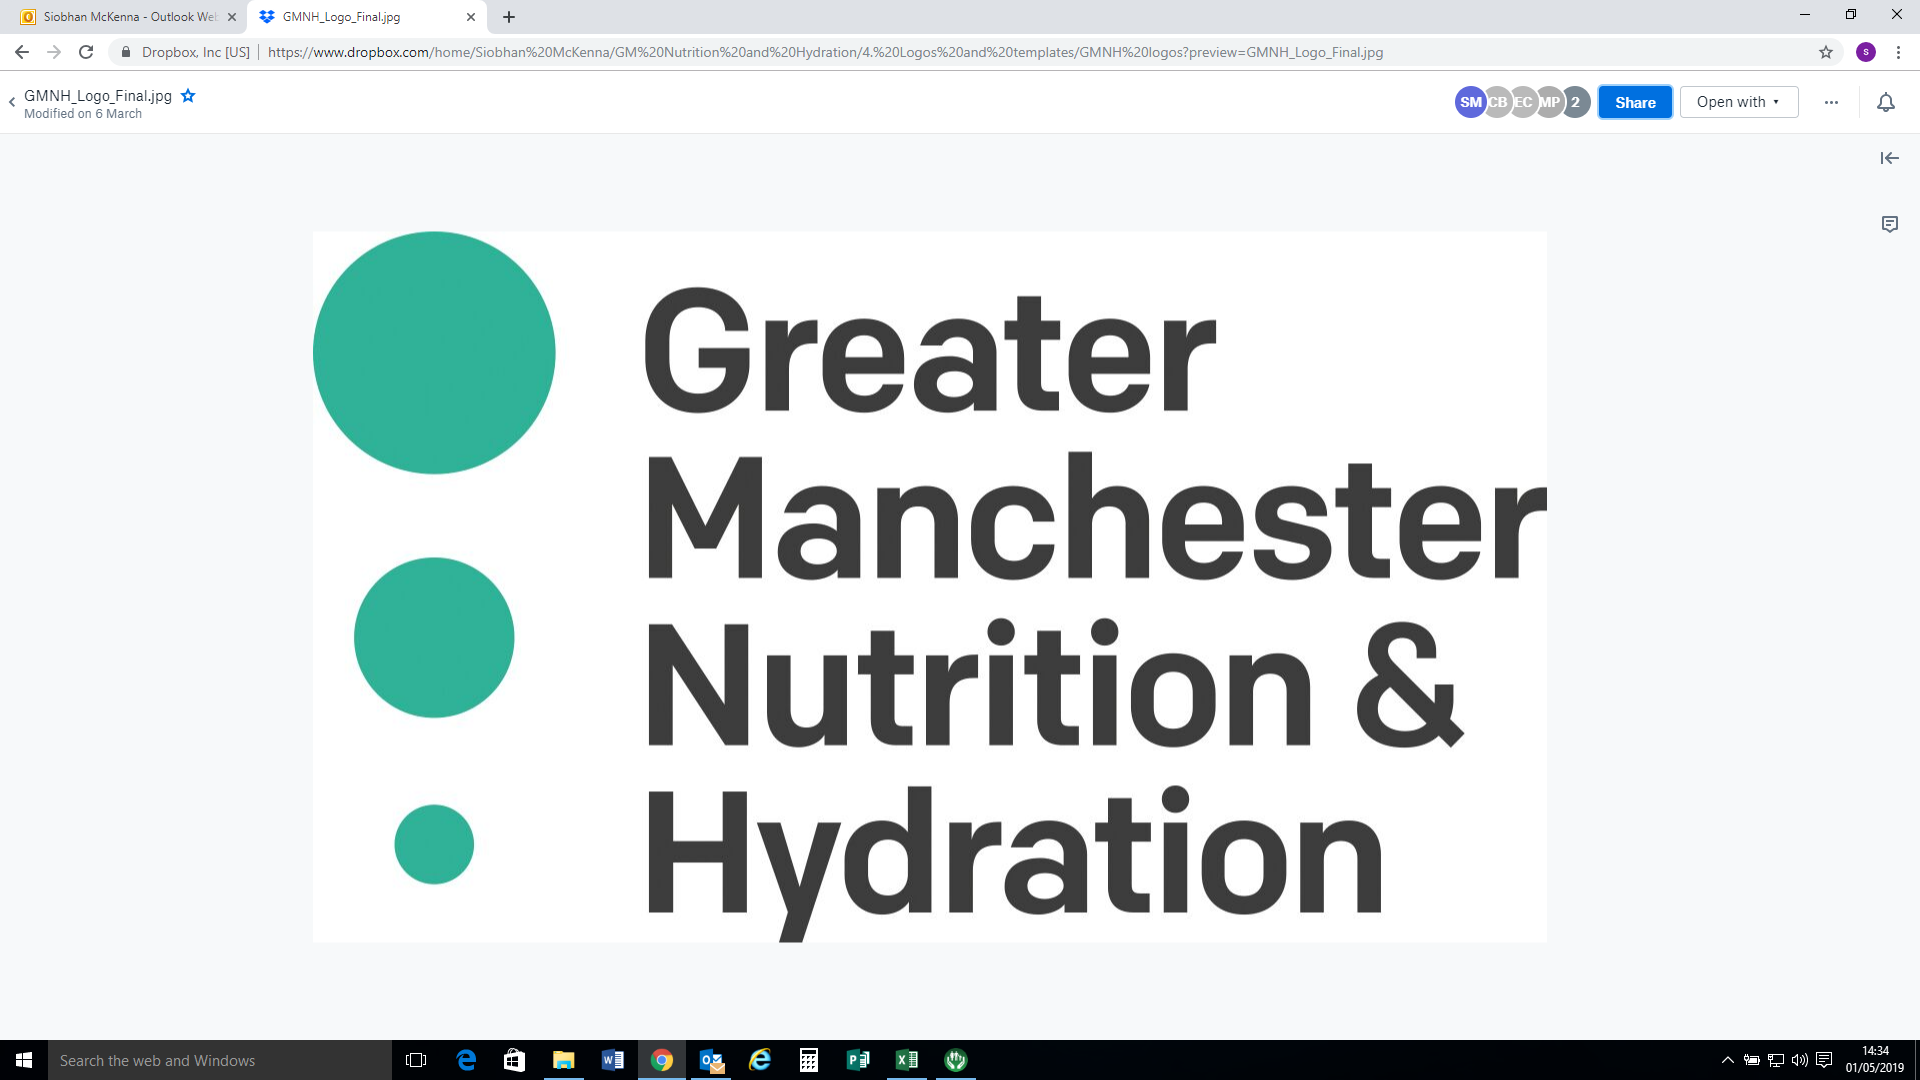 Siobhan McKenna - Outlook Web
GMNH_Logo_Final.jpg
Dropbox, Inc [US]
https://www.dropbox.com/home/Siobhan%20McKenna/GM%20Nutrition%20and%20Hydration/4.%20Logos%20and%20templates/GMNH%20logos?preview=GMNH_Logo_Final.jpg
S
GMNH_Logo_Final.jpg
Modified on 6 March
SM CB EC MP 2
Share
Open with
Greater
Manchester
Nutrition &
Hydration
Search the web and Windows
14:34
01/05/2019